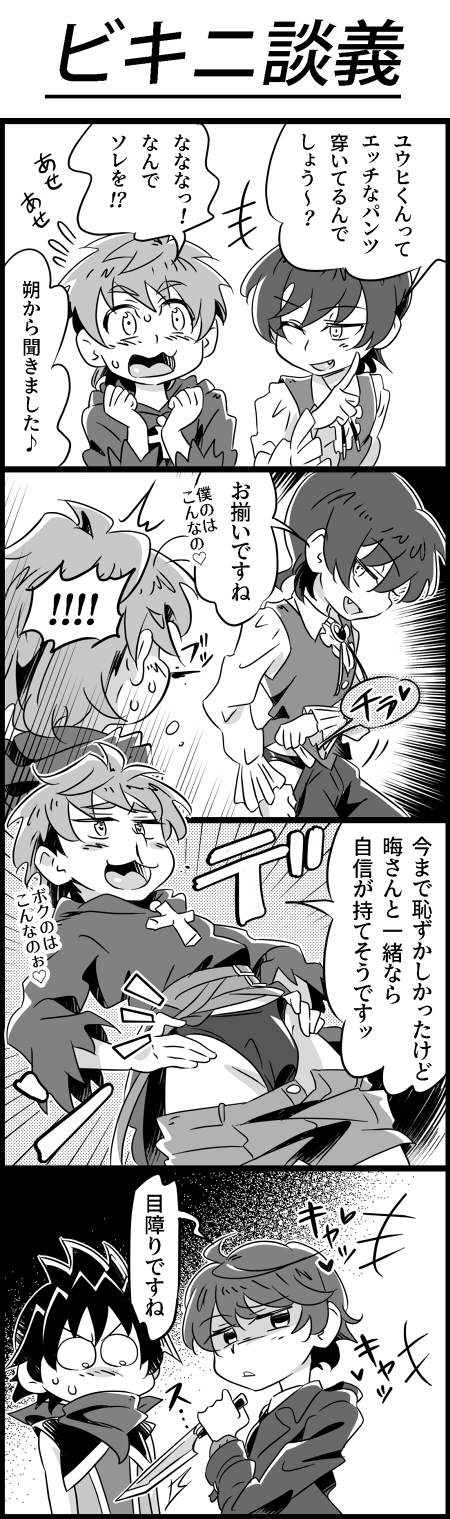 ビキニ談義
ユウヒくんって
エッチなパンツ
穿いてるんで
しょう〜?
なななっ!
なんで
ソレを!?
あせ
あせ
朔から聞きました♪
お揃いですね
僕のは
こんなの♡
!!!!
チラ♥
今まで恥ずかしかったけど
晦さんと一緒なら
自信が持てそうですッ
デデーン
ボクのは
こんなのぉ♡
キャッ♥
キャッ♥
目障りですね
ス…